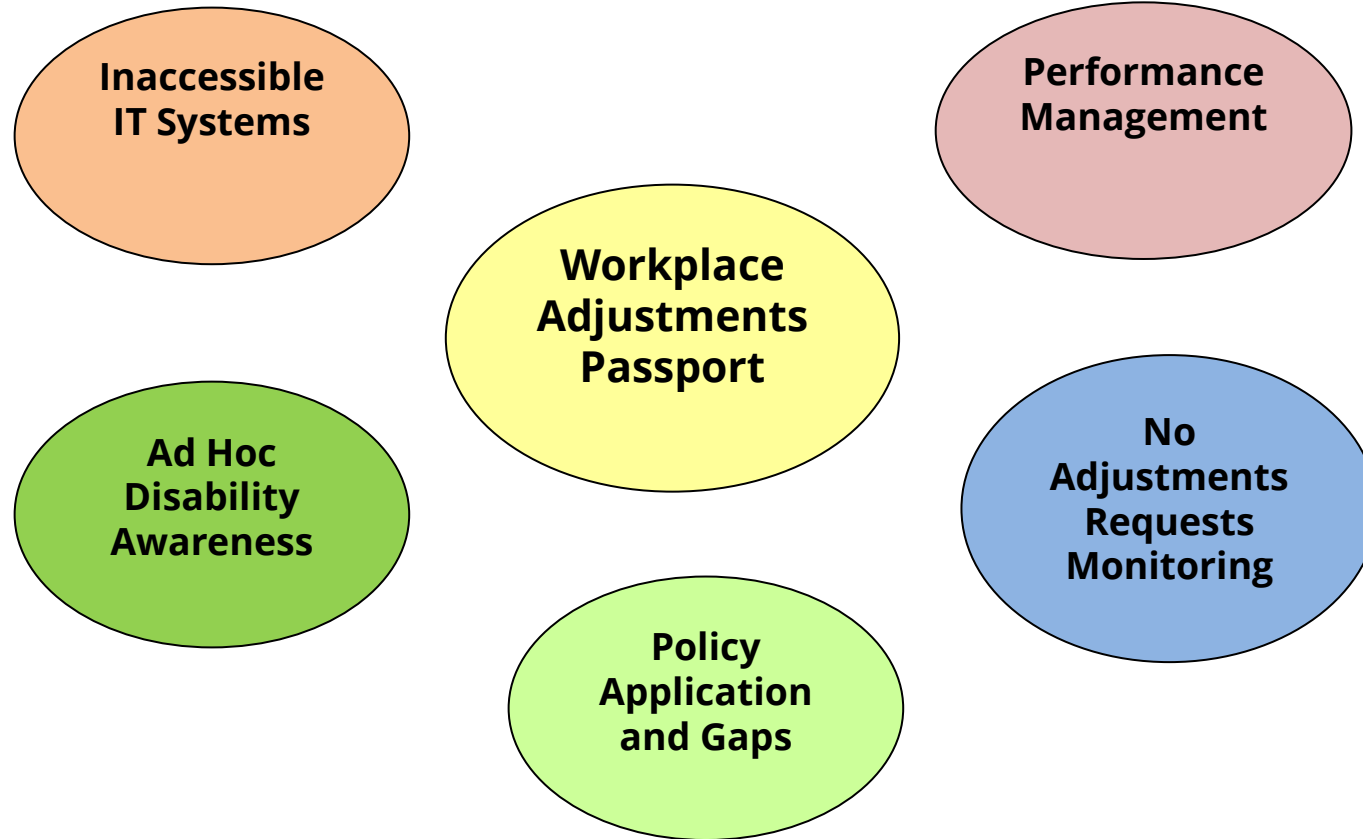 Inaccessible
IT Systems
Performance
Management
Workplace
Adjustments
Passport
Ad Hoc
Disability
Awareness
No
Adjustments
Requests
Monitoring
Policy
Application
and Gaps